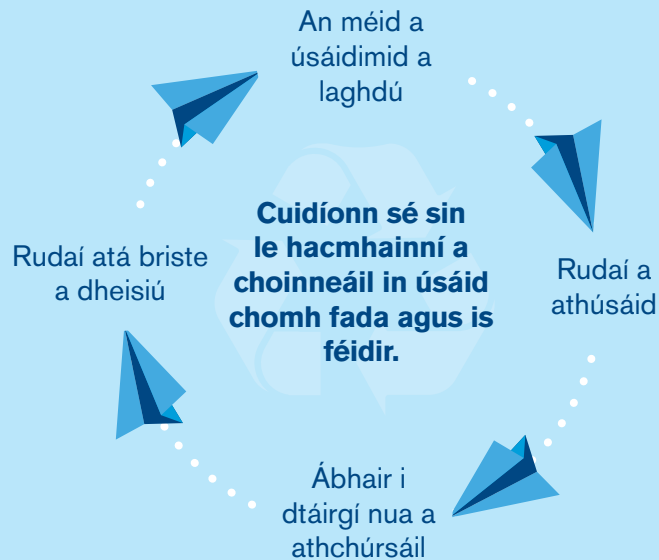 An méid a
úsáidimid a
laghdú
Rudaí a
athúsáid
Ábhair i
dtáirgí nua a
athchúrsáil
Rudaí atá briste
a dheisiú
Cuidíonn sé sin
le hacmhainní a
choinneáil in úsáid
chomh fada agus is
féidir.